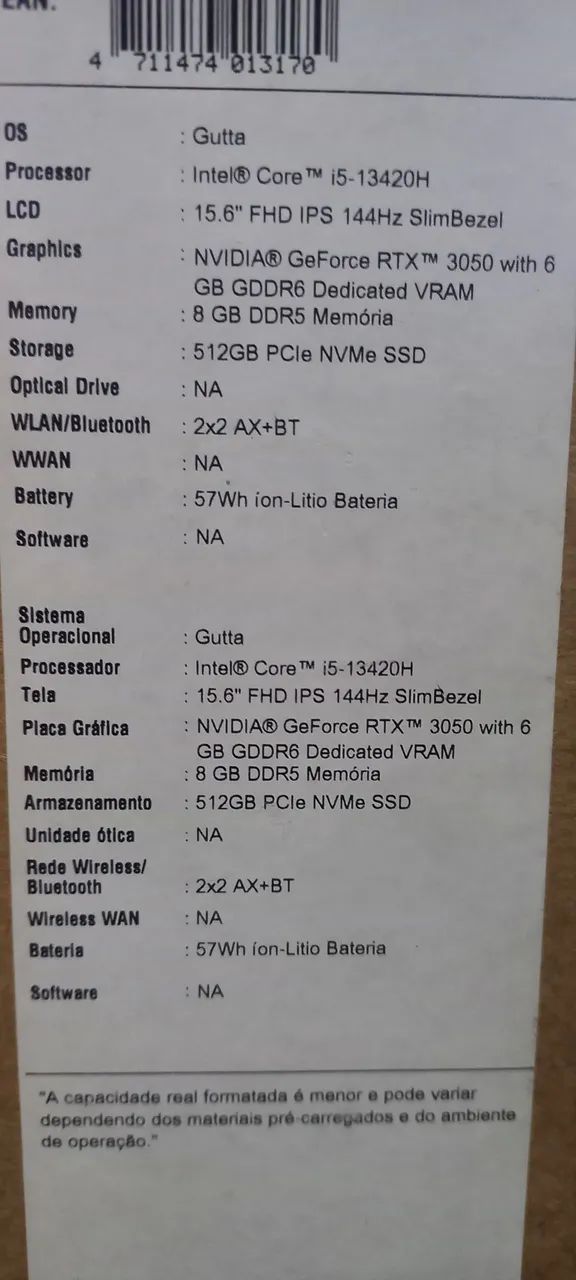 EAN:
4 711474 013170
OS : Gutta
Processor : Intel® Core™ i5-13420H
LCD : 15.6" FHD IPS 144Hz SlimBezel
Graphics : NVIDIA® GeForce RTX™ 3050 with 6
GB GDDR6 Dedicated VRAM
Memory : 8 GB DDR5 Memória
Storage : 512GB PCIe NVMe SSD
Optical Drive : NA
WLAN/Bluetooth : 2x2 AX+BT
WWAN : NA
Battery : 57Wh íon-Litio Bateria
Software : NA
Sistema
Operacional : Gutta
Processador : Intel® Core™ i5-13420H
Tela : 15.6" FHD IPS 144Hz SlimBezel
Placa Gráfica : NVIDIA® GeForce RTX™ 3050 with 6
GB GDDR6 Dedicated VRAM
Memória : 8 GB DDR5 Memória
Armazenamento : 512GB PCIe NVMe SSD
Unidade ótica : NA
Rede Wireless/
Bluetooth : 2x2 AX+BT
Wireless WAN : NA
Bateria : 57Wh íon-Litio Bateria
Software : NA
"A capacidade real formatada é menor e pode variar
dependendo dos materiais pré carregados e do ambiente
de operação."